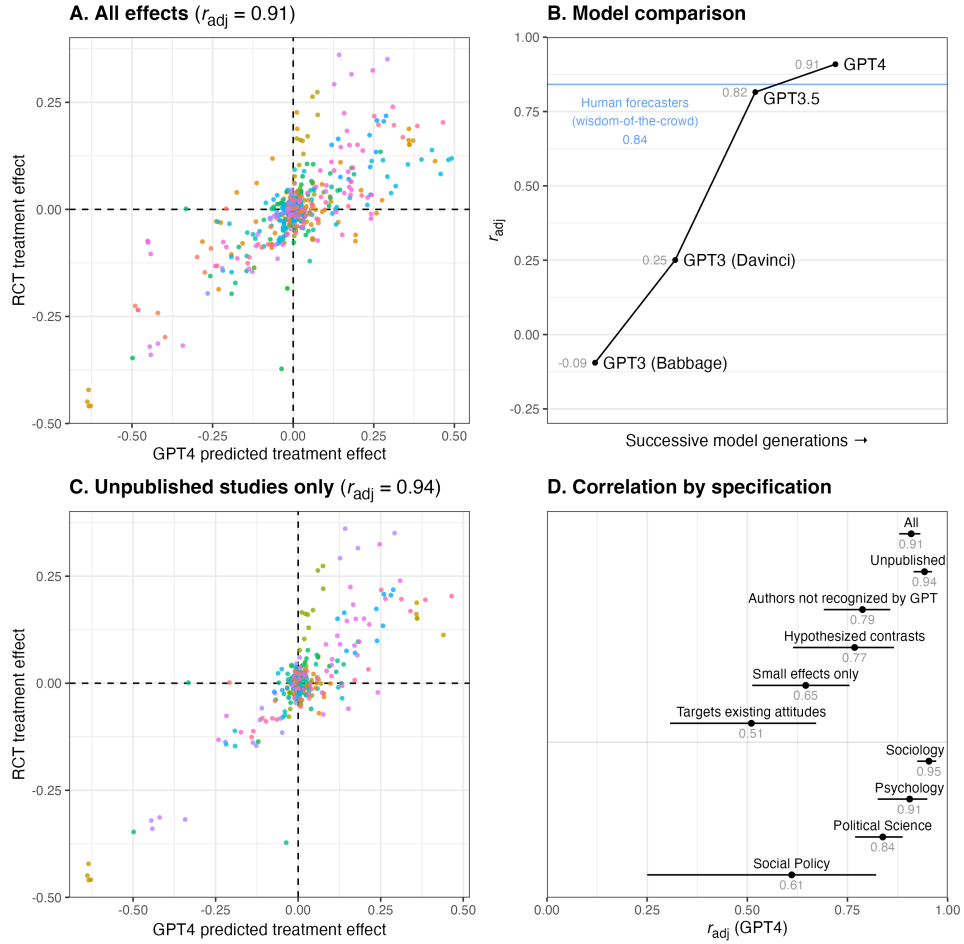 A. All effects (radj = 0.91)
RCT treatment effect
0.25
0.00
-0.25
-0.50
-0.50 -0.25 0.00 0.25 0.50
GPT4 predicted treatment effect
B. Model comparison
radj
1.00
0.75
0.50
0.25
0.00
-0.25
0.91 GPT4
0.82 GPT3.5
Human forecasters
(wisdom-of-the-crowd)
0.84
0.25 GPT3 (Davinci)
-0.09 GPT3 (Babbage)
Successive model generations →
C. Unpublished studies only (radj = 0.94)
RCT treatment effect
0.25
0.00
-0.25
-0.50
-0.50 -0.25 0.00 0.25 0.50
GPT4 predicted treatment effect
D. Correlation by specification
All
0.91
Unpublished
0.94
Authors not recognized by GPT
0.79
Hypothesized contrasts
0.77
Small effects only
0.65
Targets existing attitudes
0.51
Sociology
0.95
Psychology
0.91
Political Science
0.84
Social Policy
0.61
0.00 0.25 0.50 0.75 1.00
radj (GPT4)